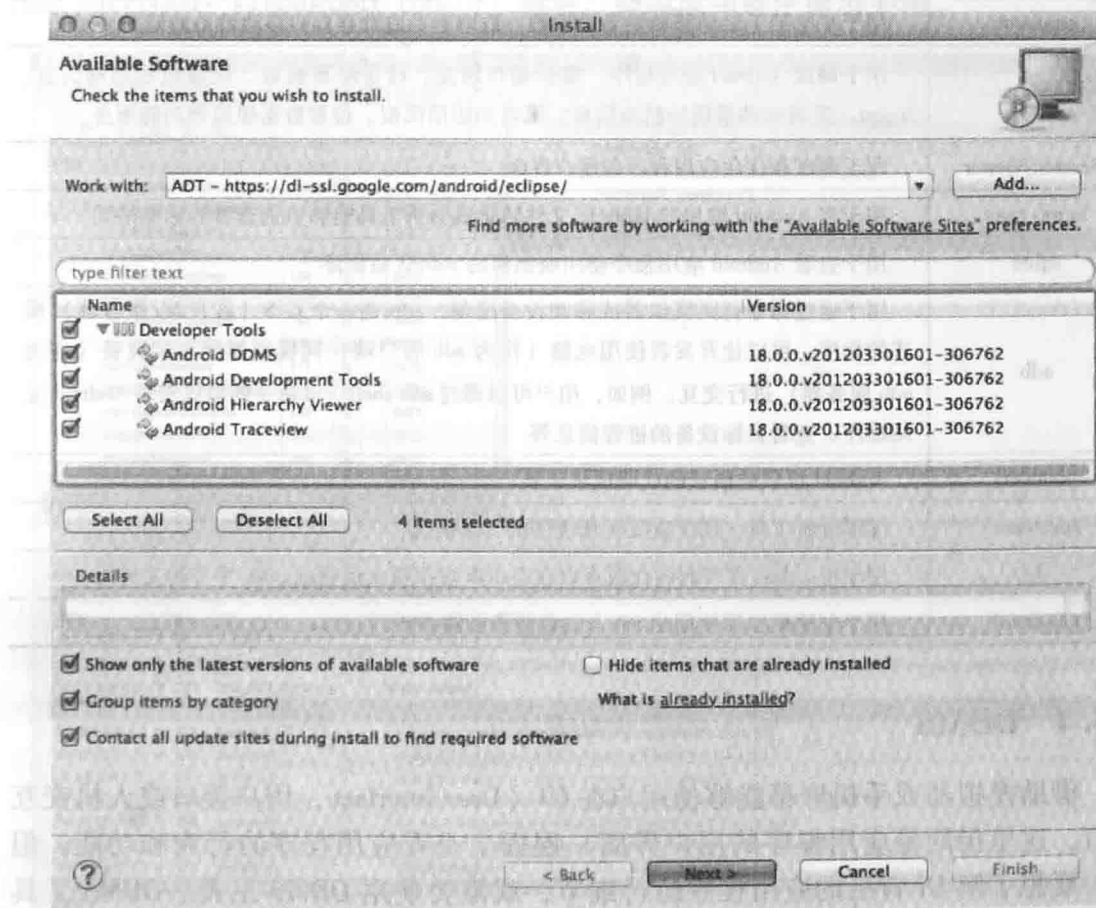 Install
Available Software
Check the items that you wish to install.
Work with: ADT - https://dl-ssl.google.com/android/eclipse/ Add...
Find more software by working with the "Available Software Sites" preferences.
type filter text
Name Version
Developer Tools
Android DDMS 18.0.0.v201203301601-306762
Android Development Tools 18.0.0.v201203301601-306762
Android Hierarchy Viewer 18.0.0.v201203301601-306762
Android Traceview 18.0.0.v201203301601-306762
Select All Deselect All 4 items selected
Details
Show only the latest versions of available software Hide items that are already installed
Group items by category What is already installed?
Contact all update sites during install to find required software
? < Back Next > Cancel Finish